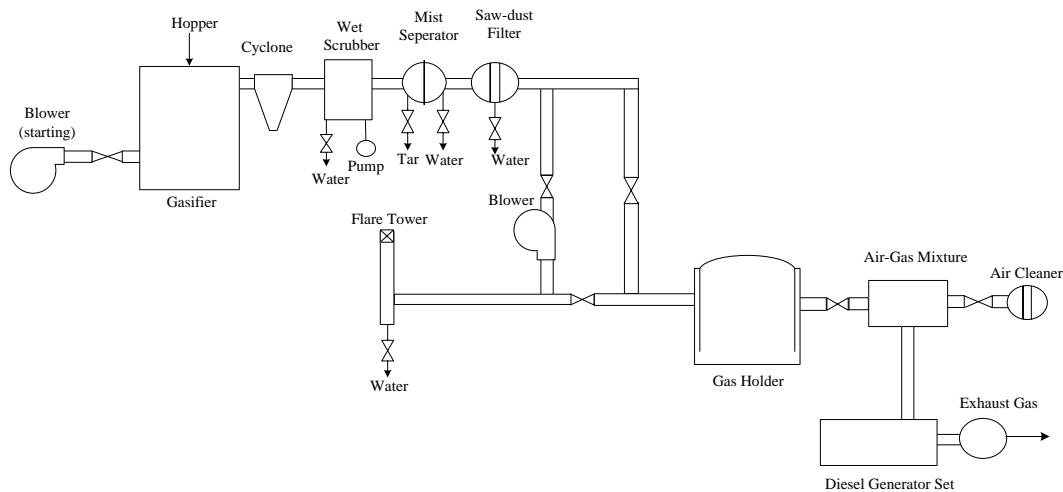 Hopper
Cyclone
Wet
Scrubber
Mist
Seperator
Saw-dust
Filter
Blower
(starting)
Gasifier
Water
Pump
Tar
Water
Water
Blower
Flare Tower
Water
Air-Gas Mixture
Air Cleaner
Gas Holder
Exhaust Gas
Diesel Generator Set